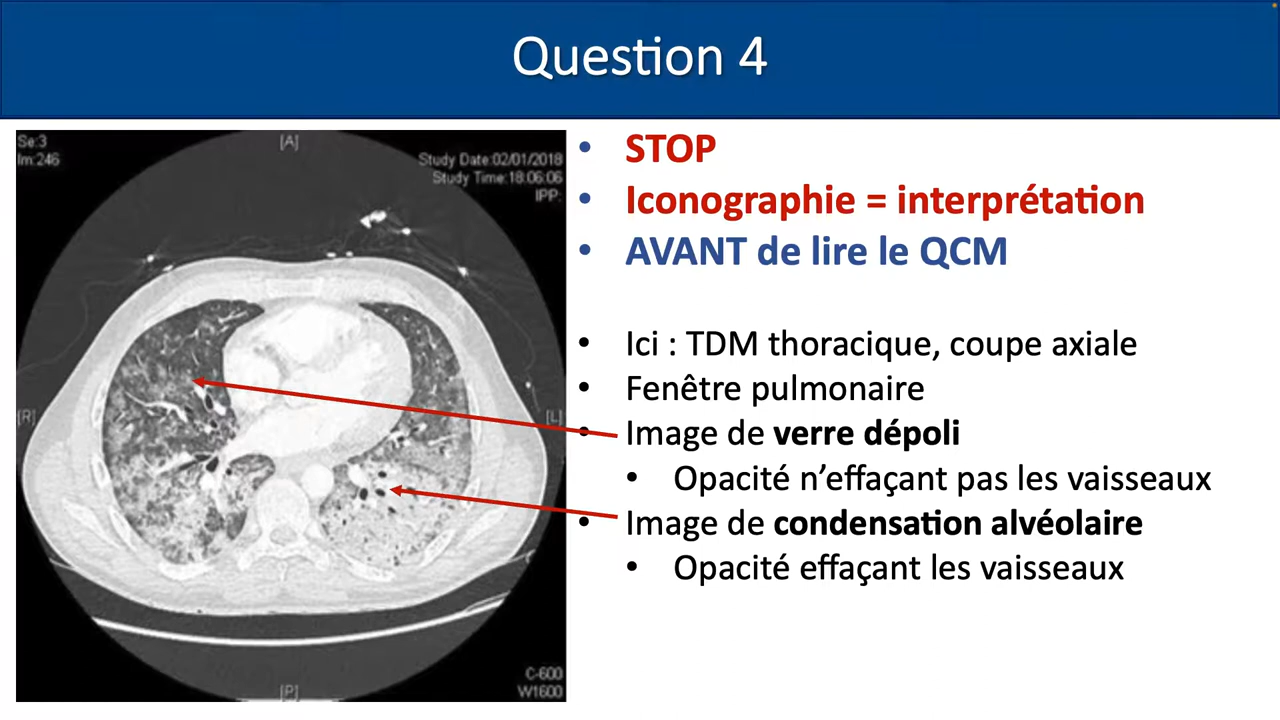 Question 4
Se:3
Im:246
[A]
Study Date:02/01/2018
Study Time:18:06:06
IPP:
[R]
[L]
[P]
C-600
W1600
• STOP
• Iconographie = interprétation
• AVANT de lire le QCM
• Ici : TDM thoracique, coupe axiale
• Fenêtre pulmonaire
• Image de verre dépoli
• Opacité n’effaçant pas les vaisseaux
• Image de condensation alvéolaire
• Opacité effaçant les vaisseaux